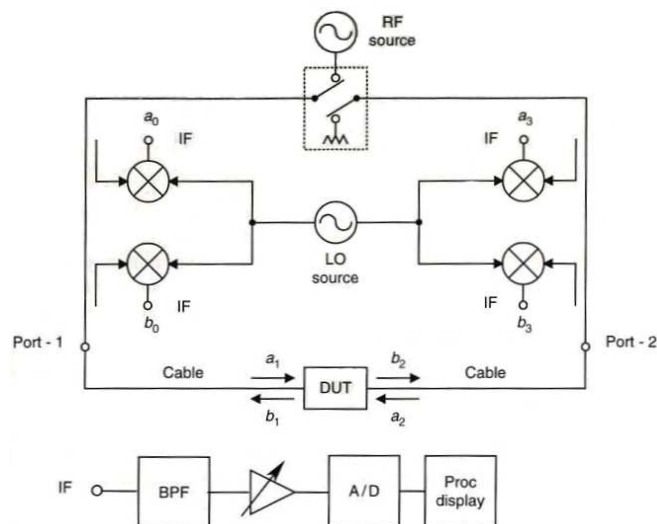 RF
source
a0
IF
IF
a3
LO
source
b0
IF
IF
b3
Port - 1
Port - 2
Cable
a1
b1
DUT
b2
a2
Cable
IF
BPF
A/D
Proc
display